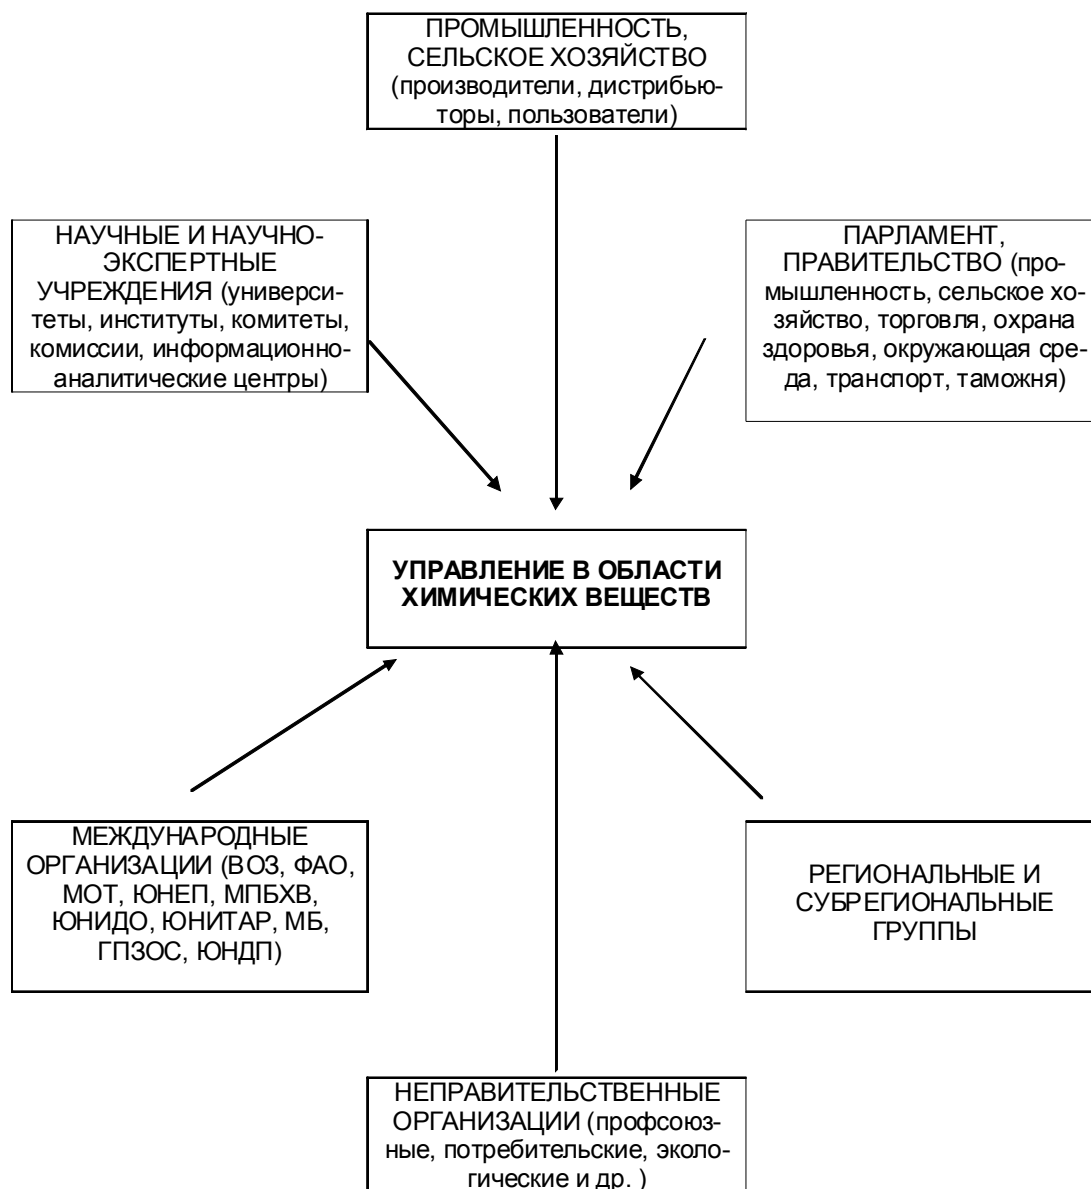 ПРОМЫШЛЕННОСТЬ,
СЕЛЬСКОЕ ХОЗЯЙСТВО
(производители, дистрибью-
торы, пользователи)
НАУЧНЫЕ И НАУЧНО-
ЭКСПЕРТНЫЕ
УЧРЕЖДЕНИЯ (универси-
теты, институты, комитеты,
комиссии, информационно-
аналитические центры)
ПАРЛАМЕНТ,
ПРАВИТЕЛЬСТВО (про-
мышленность, сельское хо-
зяйство, торговля, охрана
здоровья, окружающая сре-
да, транспорт, таможня)
УПРАВЛЕНИЕ В ОБЛАСТИ
ХИМИЧЕСКИХ ВЕЩЕСТВ
МЕЖДУНАРОДНЫЕ
ОРГАНИЗАЦИИ (ВОЗ, ФАО,
МОТ, ЮНЕП, МПБХВ,
ЮНИДО, ЮНИТАР, МБ,
ГПЗОС, ЮНДП)
РЕГИОНАЛЬНЫЕ И
СУБРЕГИОНАЛЬНЫЕ
ГРУППЫ
НЕПРАВИТЕЛЬСТВЕННЫЕ
ОРГАНИЗАЦИИ (профсоюз-
ные, потребительские, эколо-
гические и др. )